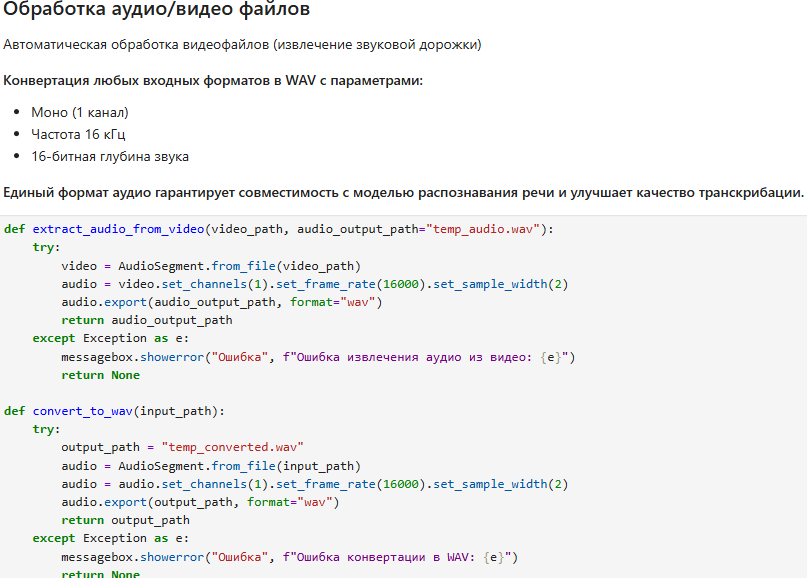 Обработка аудио/видео файлов
Автоматическая обработка видеофайлов (извлечение звуковой дорожки)
Конвертация любых входных форматов в WAV с параметрами:
• Моно (1 канал)
• Частота 16 кГц
• 16-битная глубина звука
Единый формат аудио гарантирует совместимость с моделью распознавания речи и улучшает качество транскрибации.
def extract_audio_from_video(video_path, audio_output_path="temp_audio.wav"):
    try:
        video = AudioSegment.from_file(video_path)
        audio = video.set_channels(1).set_frame_rate(16000).set_sample_width(2)
        audio.export(audio_output_path, format="wav")
        return audio_output_path
    except Exception as e:
        messagebox.showerror("Ошибка", f"Ошибка извлечения аудио из видео: {e}")
        return None
def convert_to_wav(input_path):
    try:
        output_path = "temp_converted.wav"
        audio = AudioSegment.from_file(input_path)
        audio = audio.set_channels(1).set_frame_rate(16000).set_sample_width(2)
        audio.export(output_path, format="wav")
        return output_path
    except Exception as e:
        messagebox.showerror("Ошибка", f"Ошибка конвертации в WAV: {e}")
        return None